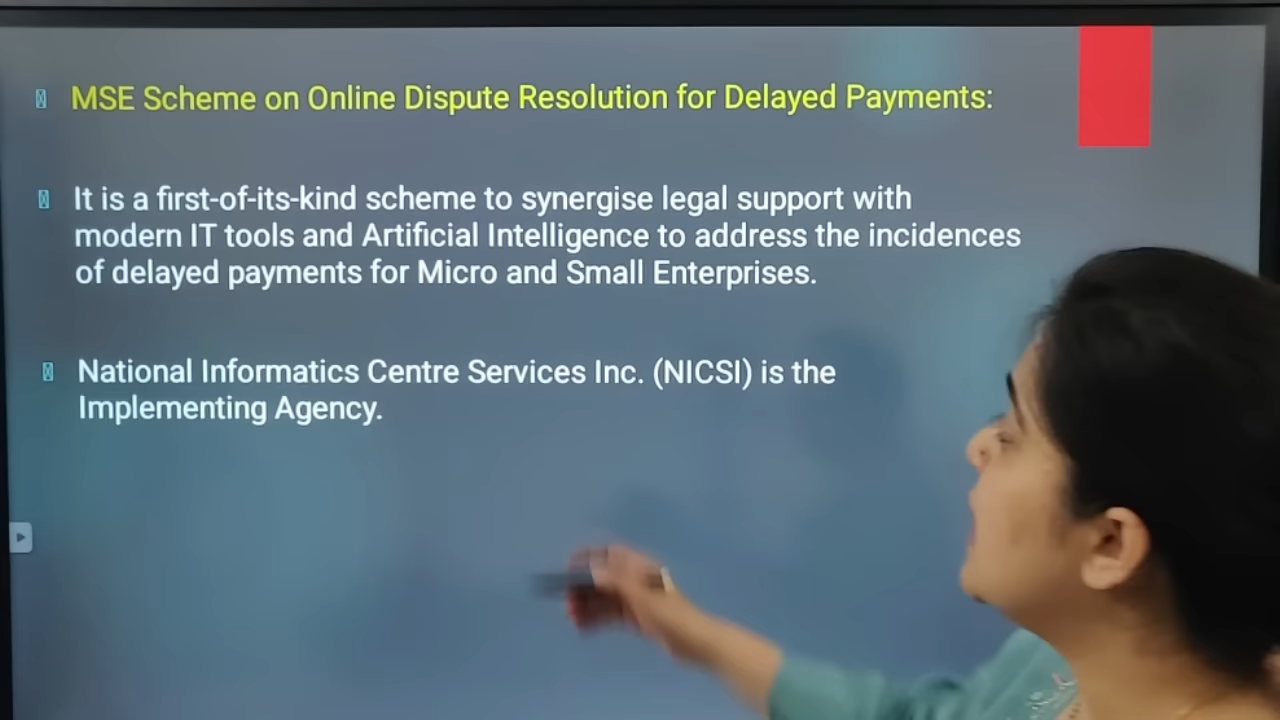 MSE Scheme on Online Dispute Resolution for Delayed Payments:
It is a first-of-its-kind scheme to synergise legal support with
modern IT tools and Artificial Intelligence to address the incidences
of delayed payments for Micro and Small Enterprises.
National Informatics Centre Services Inc. (NICSI) is the
Implementing Agency.